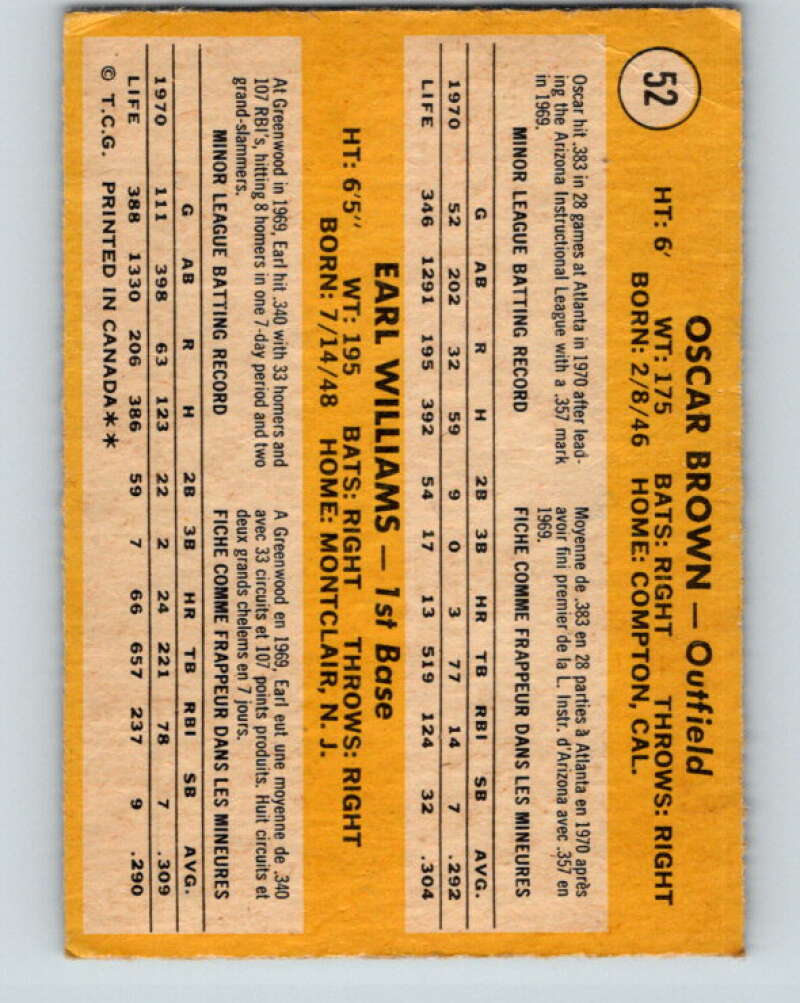 52
OSCAR BROWN — Outfield
HT: 6' WT: 175 BATS: RIGHT THROWS: RIGHT
BORN: 2/8/46 HOME: COMPTON, CAL.
Oscar hit .383 in 28 games at Atlanta in 1970 after lead-
ing the Arizona Instructional League with a .357 mark
in 1969.
Moyenne de .383 en 28 parties à Atlanta en 1970 après
avoir fini premier de la L. Instr. d'Arizona avec .357 en
1969.
MINOR LEAGUE BATTING RECORD FICHE COMME FRAPPEUR DANS LES MINEURES
G AB R H 2B 3B HR TB RBI SB AVG.
1970 52 202 32 59 9 0 3 77 14 7 .292
LIFE 346 1291 195 392 54 17 13 519 124 32 .304
EARL WILLIAMS — 1st Base
HT: 6'5" WT: 195 BATS: RIGHT THROWS: RIGHT
BORN: 7/14/48 HOME: MONTCLAIR, N. J.
At Greenwood in 1969, Earl hit .340 with 33 homers and
107 RBI's, hitting 8 homers in one 7-day period and two
grand-slammers.
A Greenwood en 1969, Earl eut une moyenne de .340
avec 33 circuits et 107 points produits. Huit circuits et
deux grands chelems en 7 jours.
MINOR LEAGUE BATTING RECORD FICHE COMME FRAPPEUR DANS LES MINEURES
G AB R H 2B 3B HR TB RBI SB AVG.
1970 111 398 63 123 22 2 24 221 78 7 .309
LIFE 388 1330 206 386 59 7 66 657 237 9 .290
© T.C.G. PRINTED IN CANADA**